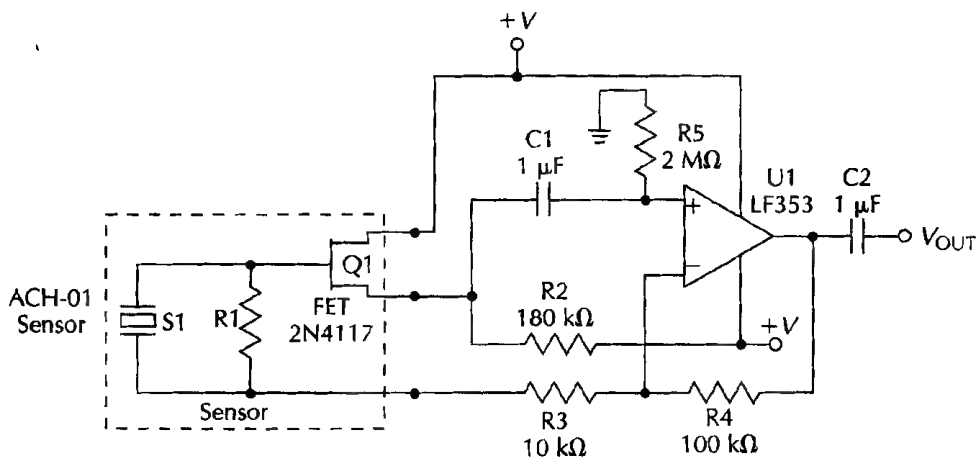 +V
R5
2 MΩ
C1
1 μF
U1
LF353
C2
1 μF
VOUT
ACH-01
Sensor
S1
R1
Q1
FET
2N4117
+
−
R2
180 kΩ
+V
Sensor
R3
10 kΩ
R4
100 kΩ